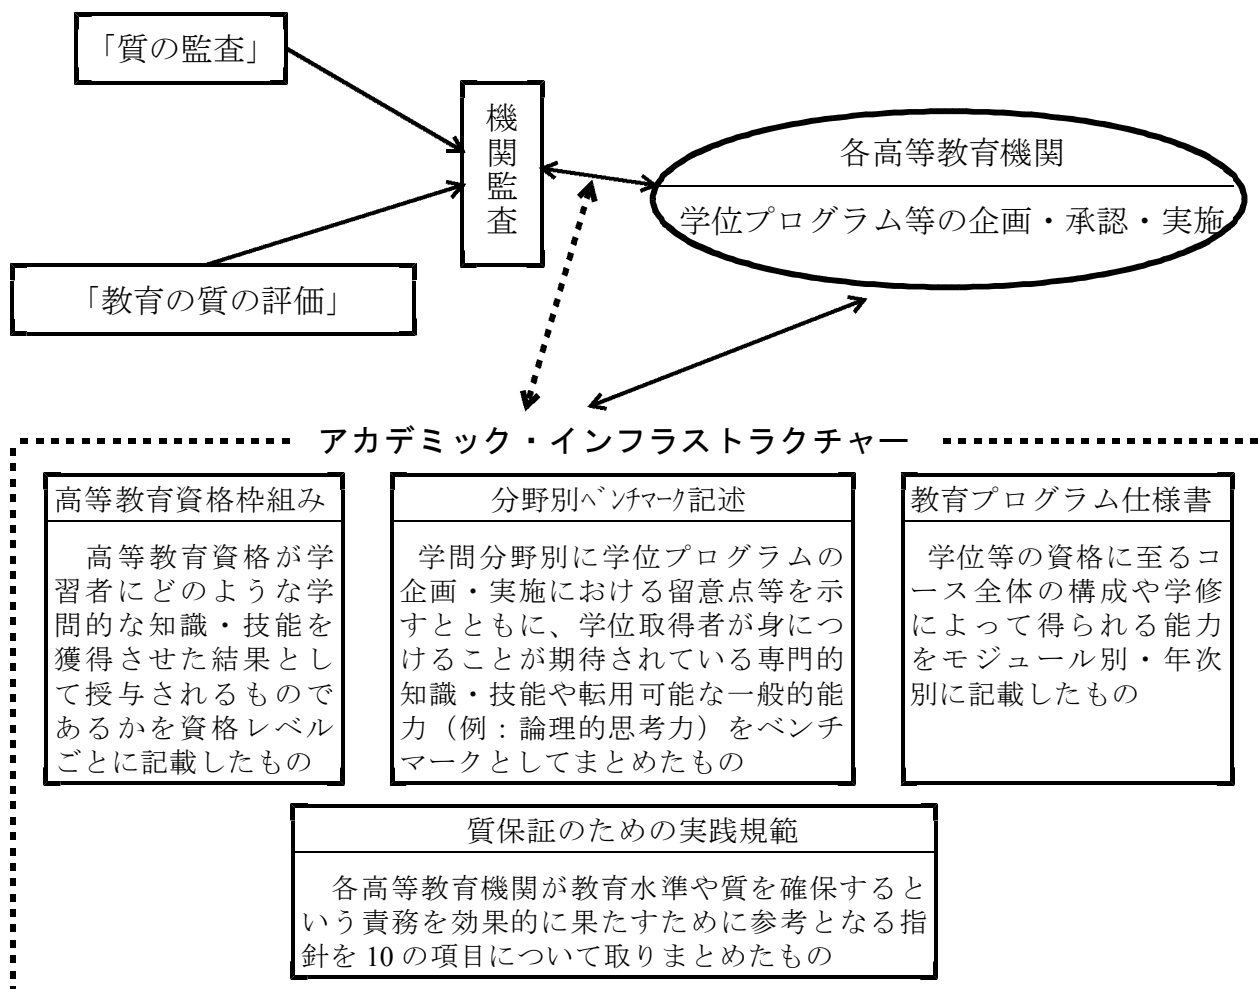 「質の監査」
機関監査
各高等教育機関
学位プログラム等の企画・承認・実施
「教育の質の評価」
アカデミック・インフラストラクチャー
高等教育資格枠組み
高等教育資格が学
習者にどのような学
問的な知識・技能を
獲得させた結果とし
て授与されるもので
あるかを資格レベル
ごとに記載したもの
分野別ﾍﾞﾝﾁﾏｰｸ記述
学問分野別に学位プログラムの
企画・実施における留意点等を示
すとともに、学位取得者が身につ
けることが期待されている専門的
知識・技能や転用可能な一般的能
力（例：論理的思考力）をベンチ
マークとしてまとめたもの
教育プログラム仕様書
学位等の資格に至るコ
ース全体の構成や学修
によって得られる能力
をモジュール別・年次
別に記載したもの
質保証のための実践規範
各高等教育機関が教育水準や質を確保すると
いう責務を効果的に果たすために参考となる指
針を 10 の項目について取りまとめたもの